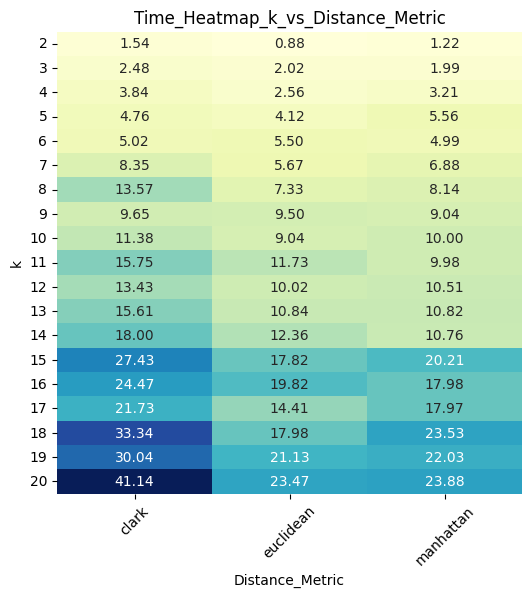 Time_Heatmap_k_vs_Distance_Metric
2 1.54 0.88 1.22
3 2.48 2.02 1.99
4 3.84 2.56 3.21
5 4.76 4.12 5.56
6 5.02 5.50 4.99
7 8.35 5.67 6.88
8 13.57 7.33 8.14
9 9.65 9.50 9.04
10 11.38 9.04 10.00
k
11 15.75 11.73 9.98
12 13.43 10.02 10.51
13 15.61 10.84 10.82
14 18.00 12.36 10.76
15 27.43 17.82 20.21
16 24.47 19.82 17.98
17 21.73 14.41 17.97
18 33.34 17.98 23.53
19 30.04 21.13 22.03
20 41.14 23.47 23.88
clark euclidean manhattan
Distance_Metric